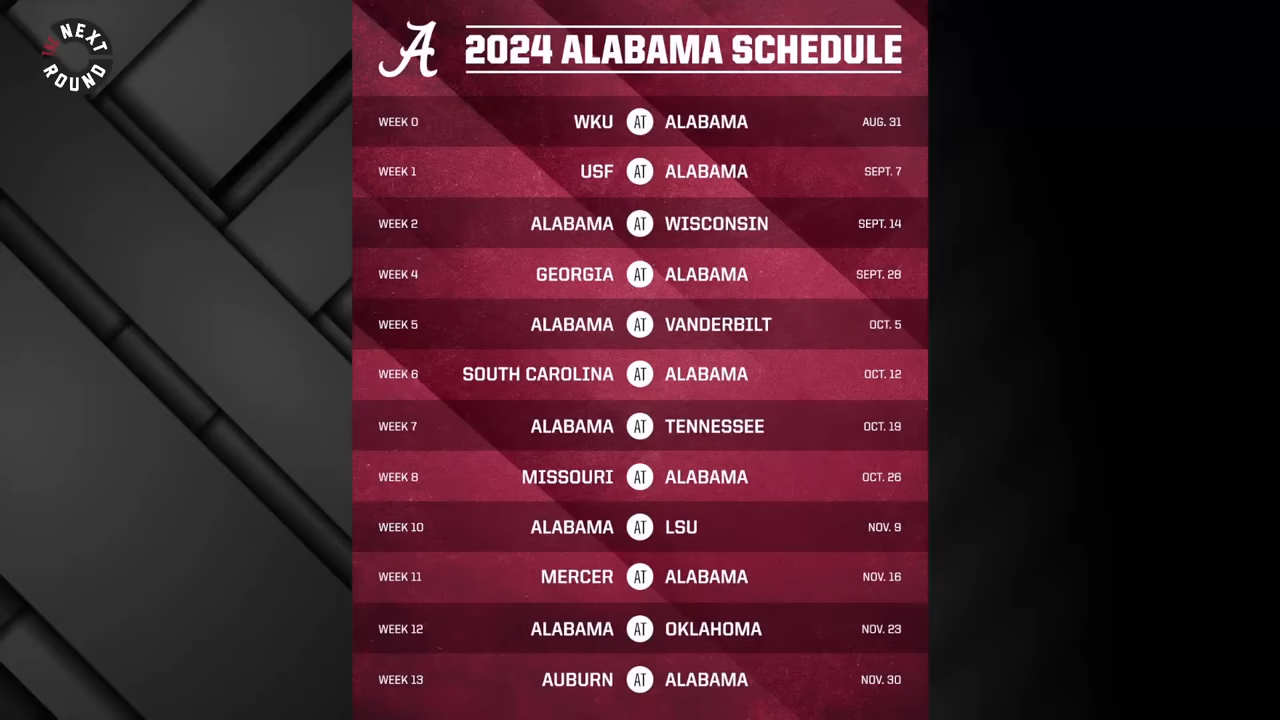 THE NEXT ROUND
A
2024 ALABAMA SCHEDULE
WEEK 0 WKU AT ALABAMA AUG. 31
WEEK 1 USF AT ALABAMA SEPT. 7
WEEK 2 ALABAMA AT WISCONSIN SEPT. 14
WEEK 4 GEORGIA AT ALABAMA SEPT. 28
WEEK 5 ALABAMA AT VANDERBILT OCT. 5
WEEK 6 SOUTH CAROLINA AT ALABAMA OCT. 12
WEEK 7 ALABAMA AT TENNESSEE OCT. 19
WEEK 8 MISSOURI AT ALABAMA OCT. 26
WEEK 10 ALABAMA AT LSU NOV. 9
WEEK 11 MERCER AT ALABAMA NOV. 16
WEEK 12 ALABAMA AT OKLAHOMA NOV. 23
WEEK 13 AUBURN AT ALABAMA NOV. 30